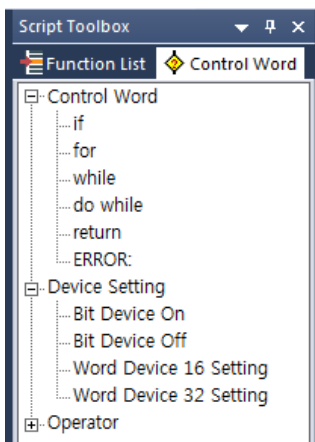 Script Toolbox
Function List Control Word
Control Word
if
for
while
do while
return
ERROR:
Device Setting
Bit Device On
Bit Device Off
Word Device 16 Setting
Word Device 32 Setting
Operator